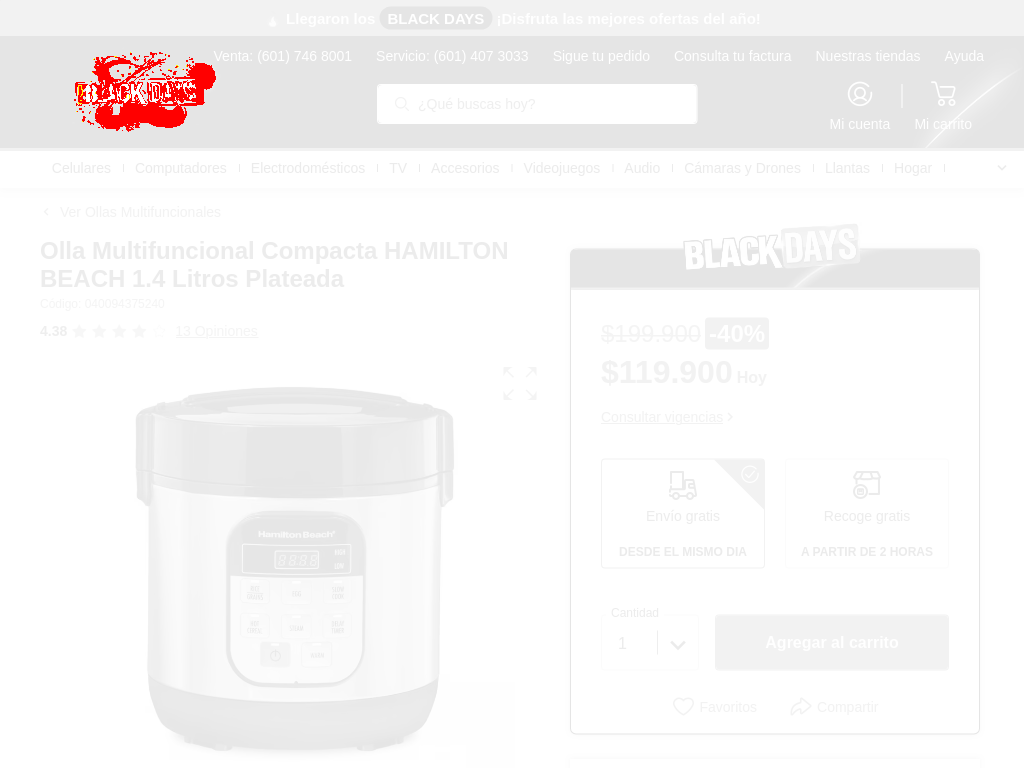 Llegaron los BLACK DAYS ¡Disfruta las mejores ofertas del año!
Venta: (601) 746 8001 Servicio: (601) 407 3033 Sigue tu pedido Consulta tu factura Nuestras tiendas Ayuda
BLACK DAYS
¿Qué buscas hoy?
Mi cuenta Mi carrito
Celulares Computadores Electrodomésticos TV Accesorios Videojuegos Audio Cámaras y Drones Llantas Hogar
Ver Ollas Multifuncionales
Olla Multifuncional Compacta HAMILTON
BEACH 1.4 Litros Plateada
Código: 040094375240
4.38 13 Opiniones
Hamilton Beach
BLACK DAYS
$199.900 -40%
$119.900 Hoy
Consultar vigencias
Envío gratis
DESDE EL MISMO DIA
Recoge gratis
A PARTIR DE 2 HORAS
Cantidad
1
Agregar al carrito
Favoritos Compartir